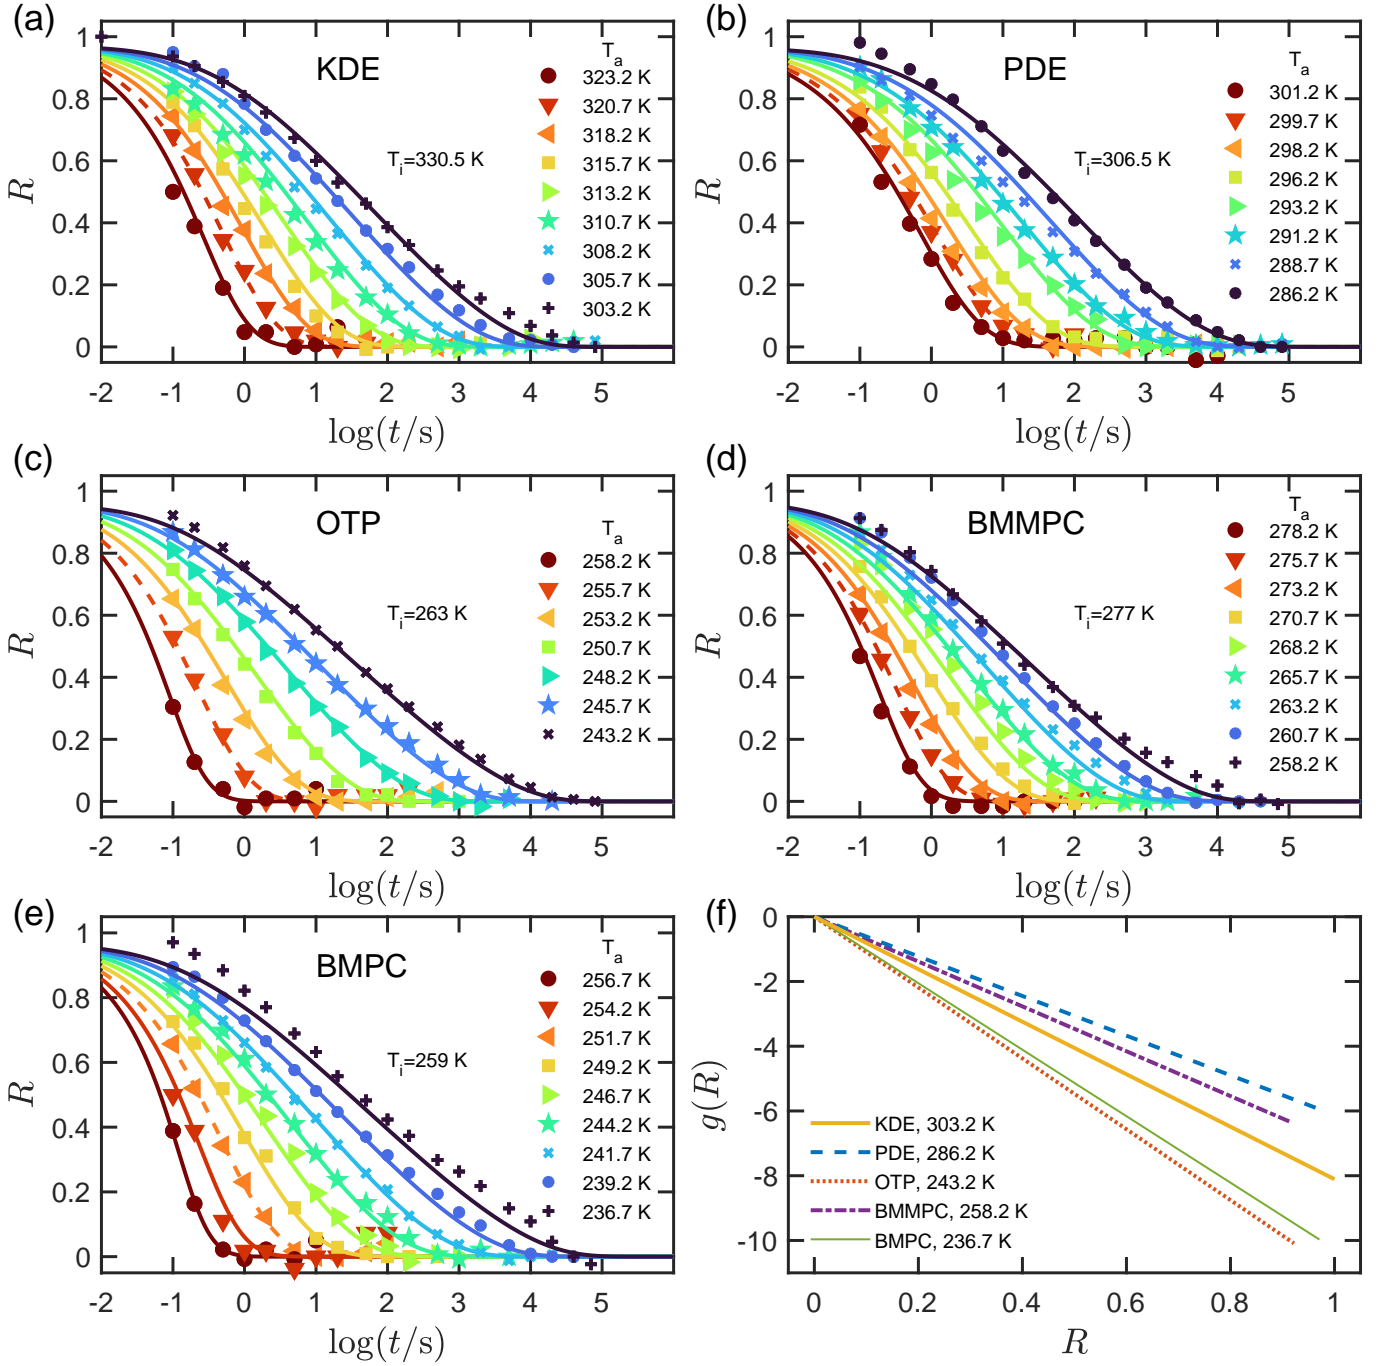 (a)
KDE
T_i=330.5 K
T_a
323.2 K
320.7 K
318.2 K
315.7 K
313.2 K
310.7 K
308.2 K
305.7 K
303.2 K
1
0.8
0.6
0.4
0.2
0
R
-2 -1 0 1 2 3 4 5
log(t/s)
(b)
PDE
T_i=306.5 K
T_a
301.2 K
299.7 K
298.2 K
296.2 K
293.2 K
291.2 K
288.7 K
286.2 K
1
0.8
0.6
0.4
0.2
0
R
-2 -1 0 1 2 3 4 5
log(t/s)
(c)
OTP
T_i=263 K
T_a
258.2 K
255.7 K
253.2 K
250.7 K
248.2 K
245.7 K
243.2 K
1
0.8
0.6
0.4
0.2
0
R
-2 -1 0 1 2 3 4 5
log(t/s)
(d)
BMMPC
T_i=277 K
T_a
278.2 K
275.7 K
273.2 K
270.7 K
268.2 K
265.7 K
263.2 K
260.7 K
258.2 K
1
0.8
0.6
0.4
0.2
0
R
-2 -1 0 1 2 3 4 5
log(t/s)
(e)
BMPC
T_i=259 K
T_a
256.7 K
254.2 K
251.7 K
249.2 K
246.7 K
244.2 K
241.7 K
239.2 K
236.7 K
1
0.8
0.6
0.4
0.2
0
R
-2 -1 0 1 2 3 4 5
log(t/s)
(f)
0
-2
-4
-6
-8
-10
g(R)
KDE, 303.2 K
PDE, 286.2 K
OTP, 243.2 K
BMMPC, 258.2 K
BMPC, 236.7 K
0 0.2 0.4 0.6 0.8 1
R